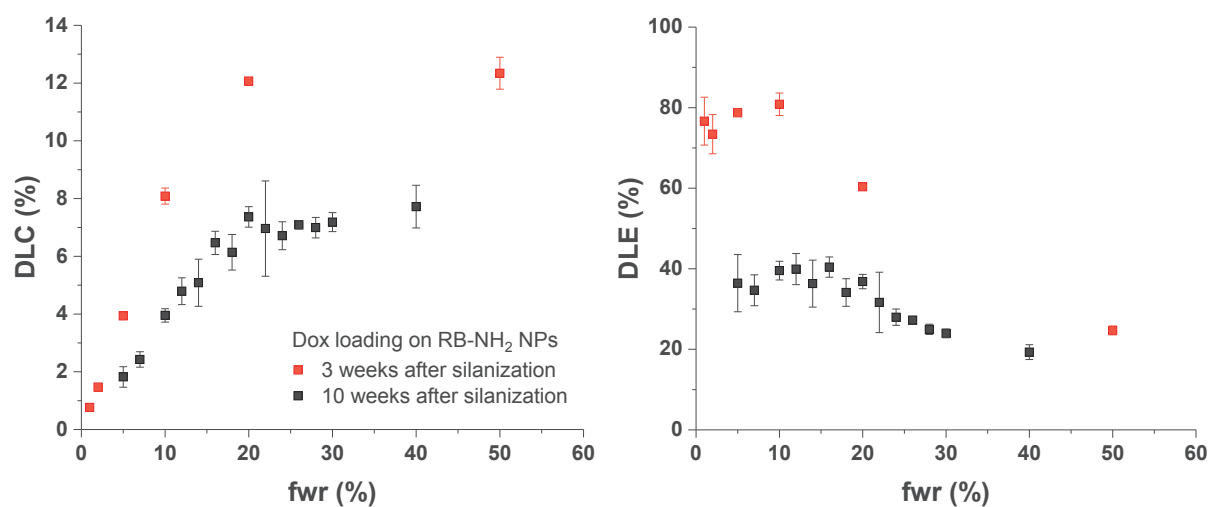 14
12
10
8
6
4
2
0
DLC (%)
Dox loading on RB-NH₂ NPs
3 weeks after silanization
10 weeks after silanization
0 10 20 30 40 50 60
fwr (%)
100
80
60
40
20
0
DLE (%)
0 10 20 30 40 50 60
fwr (%)